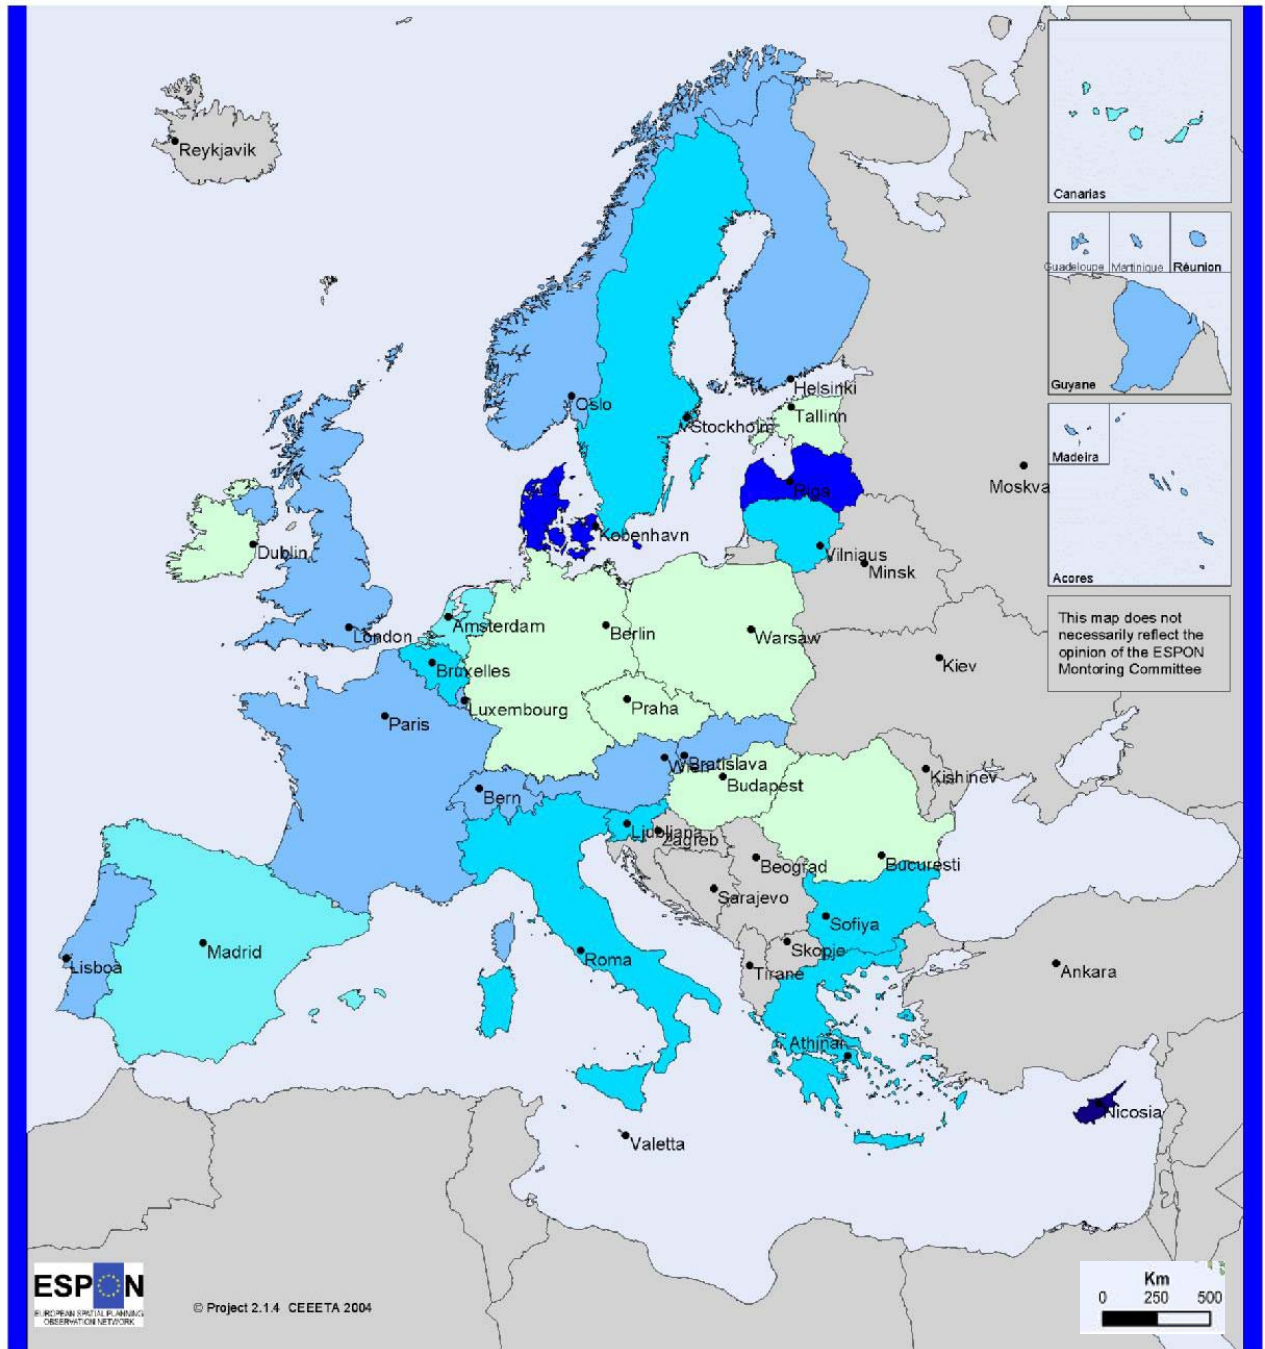 Reykjavik
Canarias
Guadeloupe
Martinique
Réunion
Guyane
Helsinki
Oslo
Tallinn
Stockholm
Madeira
Moskva
Riga
Kobenhavn
Dublin
Vilniaus
Minsk
Acores
This map does not
necessarily reflect the
opinion of the ESPON
Montoring Committee
Amsterdam
Berlin
Warsaw
London
Kiev
Bruxelles
Luxembourg
Praha
Paris
Wien
Bratislava
Kishinev
Budapest
Bern
Ljubljana
Zagreb
Beograd
Bucuresti
Sarajevo
Sofiya
Madrid
Skopje
Lisboa
Roma
Tirane
Ankara
Athinai
Nicosia
Valetta
ESPON
EUROPEAN SPATIAL PLANNING
OBSERVATION NETWORK
© Project 2.1.4 CEEETA 2004
Km
0 250 500